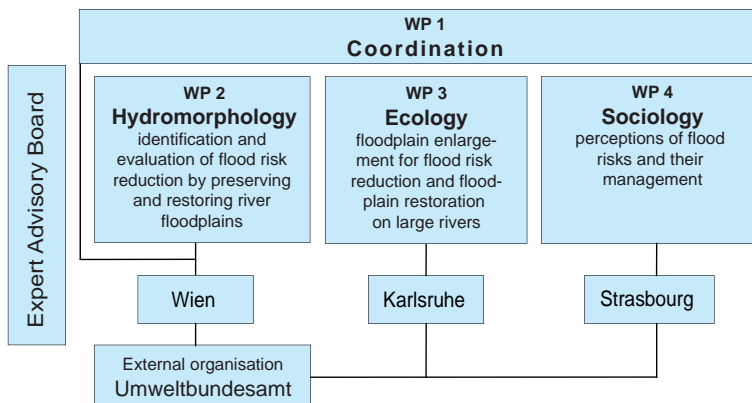 WP 1
Coordination
Expert Advisory Board
WP 2
Hydromorphology
identification and
evaluation of flood risk
reduction by preserving
and restoring river
floodplains
WP 3
Ecology
floodplain enlarge-
ment for flood risk
reduction and flood-
plain restoration
on large rivers
WP 4
Sociology
perceptions of flood
risks and their
management
Wien
Karlsruhe
Strasbourg
External organisation
Umweltbundesamt